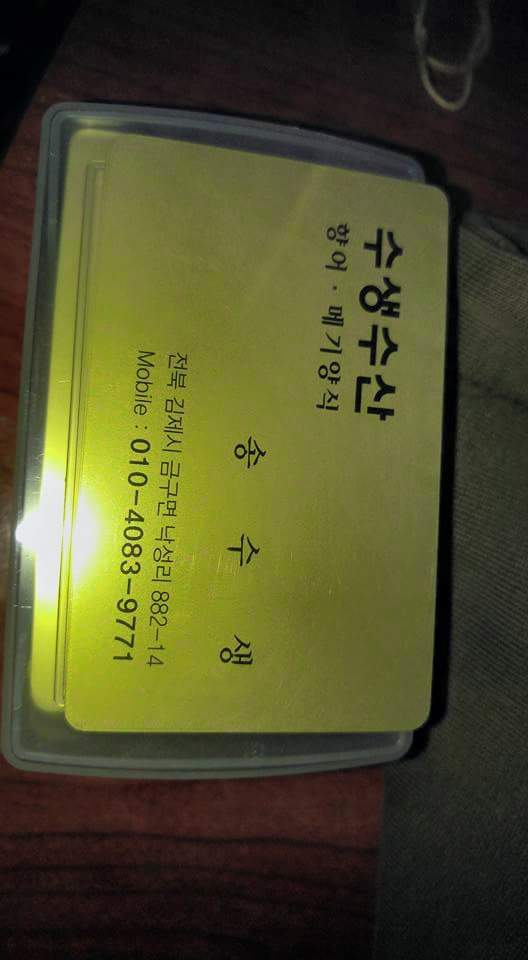 수생수산
향어 · 메기양식
송 수 생
전북 김제시 금구면 낙성리 882-14
Mobile : 010-4083-9771